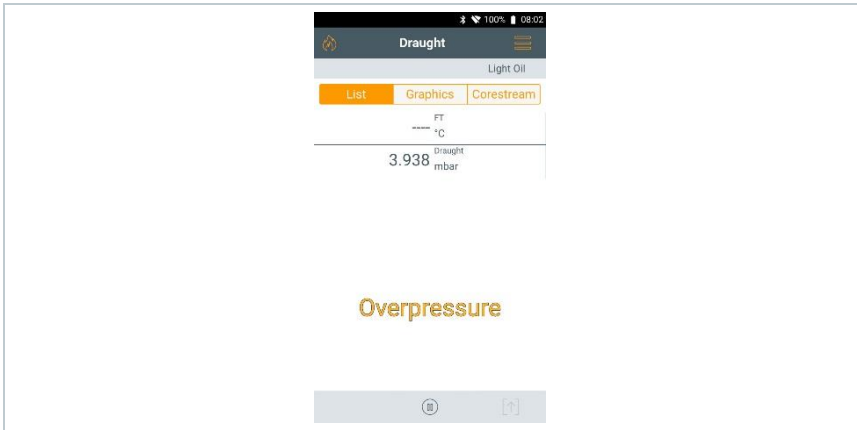 100% 08:02
Draught
Light Oil
List Graphics Corestream
FT
---- °C
Draught
3.938 mbar
Overpressure